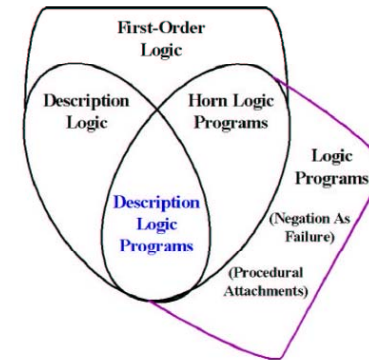 First-Order
Logic
Description
Logic
Horn Logic
Programs
Logic
Programs
Description
Logic
Programs
(Negation As
Failure)
(Procedural
Attachments)